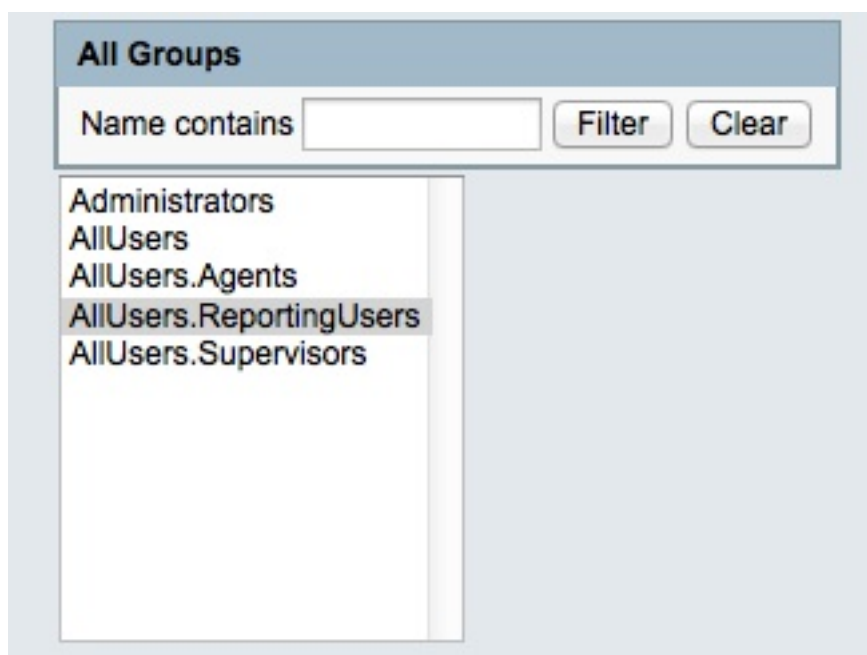 All Groups
Name contains Filter Clear
Administrators
AllUsers
AllUsers.Agents
AllUsers.ReportingUsers
AllUsers.Supervisors